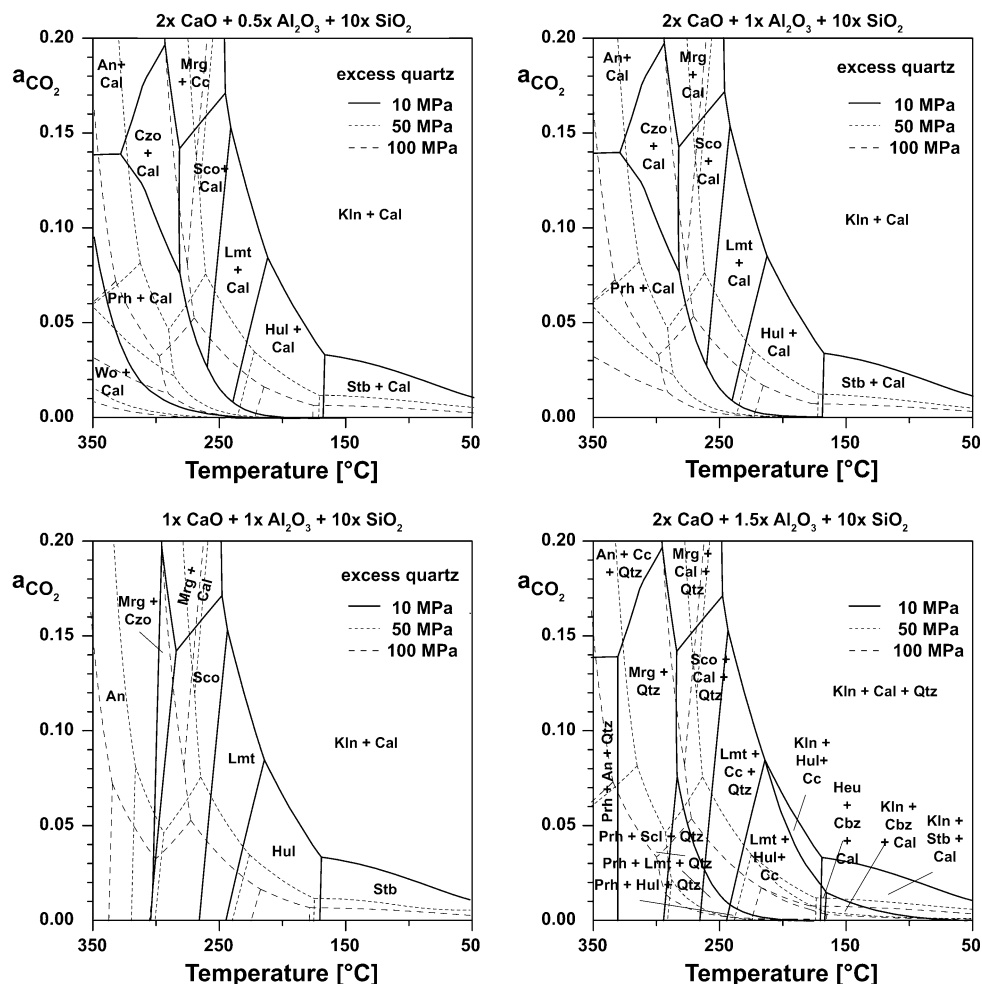 2x CaO + 0.5x Al₂O₃ + 10x SiO₂
0.20
0.15
0.10
0.05
0.00
aCO₂
An+
Cal
Mrg
+ Cc
Czo
+
Cal
Sco+
Cal
Lmt
+
Cal
Hul +
Cal
Stb + Cal
Prh + Cal
Wo +
Cal
Kln + Cal
excess quartz
10 MPa
50 MPa
100 MPa
350
250
150
50
Temperature [°C]
2x CaO + 1x Al₂O₃ + 10x SiO₂
0.20
0.15
0.10
0.05
0.00
aCO₂
An+
Cal
Mrg
+
Cal
Czo
+
Cal
Sco
+
Cal
Lmt
+
Cal
Hul +
Cal
Stb + Cal
Prh + Cal
Kln + Cal
excess quartz
10 MPa
50 MPa
100 MPa
350
250
150
50
Temperature [°C]
1x CaO + 1x Al₂O₃ + 10x SiO₂
0.20
0.15
0.10
0.05
0.00
aCO₂
Mrg +
Czo
Mrg +
Cal
An
Sco
Lmt
Hul
Stb
Kln + Cal
excess quartz
10 MPa
50 MPa
100 MPa
350
250
150
50
Temperature [°C]
2x CaO + 1.5x Al₂O₃ + 10x SiO₂
0.20
0.15
0.10
0.05
0.00
aCO₂
An + Cc
+ Qtz
Mrg +
Cal +
Qtz
Mrg +
Qtz
Sco +
Cal +
Qtz
Prh + An + Qtz
Lmt +
Cc +
Qtz
Kln +
Hul+
Cc
Heu
+
Cbz
+
Cal
Kln +
Cbz
+ Cal
Kln +
Stb +
Cal
Lmt +
Hul+
Cc
Prh + Scl + Qtz
Prh + Lmt + Qtz
Prh + Hul + Qtz
Kln + Cal + Qtz
10 MPa
50 MPa
100 MPa
350
250
150
50
Temperature [°C]